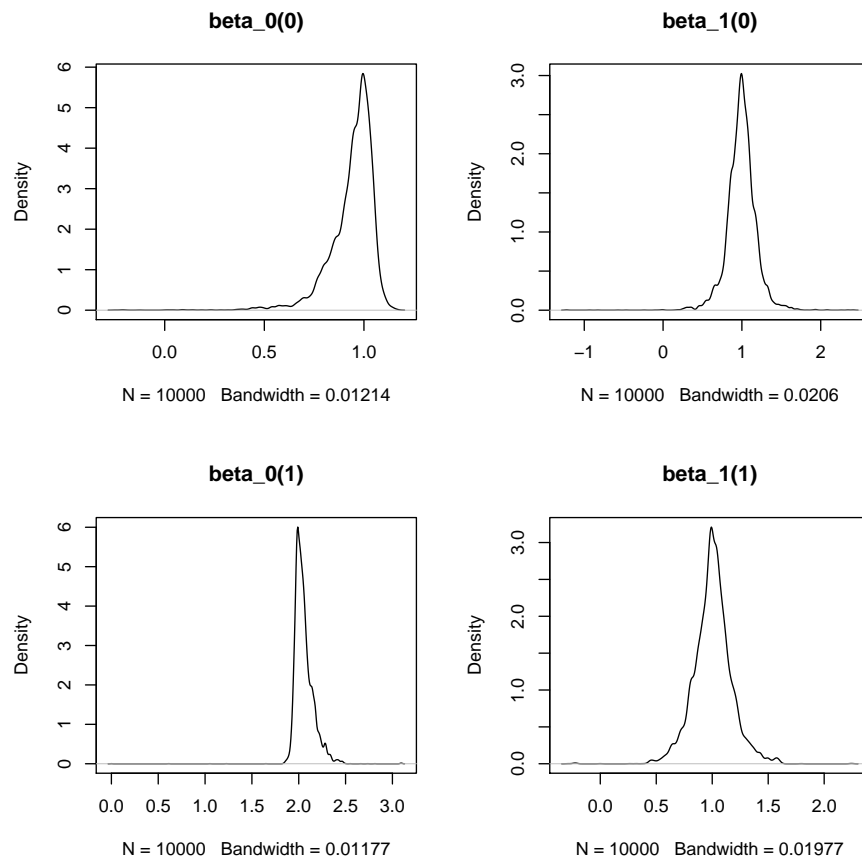 beta_0(0)
Density
0 1 2 3 4 5 6
0.0 0.5 1.0
N = 10000 Bandwidth = 0.01214
beta_1(0)
Density
0.0 1.0 2.0 3.0
−1 0 1 2
N = 10000 Bandwidth = 0.0206
beta_0(1)
Density
0 1 2 3 4 5 6
0.0 0.5 1.0 1.5 2.0 2.5 3.0
N = 10000 Bandwidth = 0.01177
beta_1(1)
Density
0.0 1.0 2.0 3.0
0.0 0.5 1.0 1.5 2.0
N = 10000 Bandwidth = 0.01977